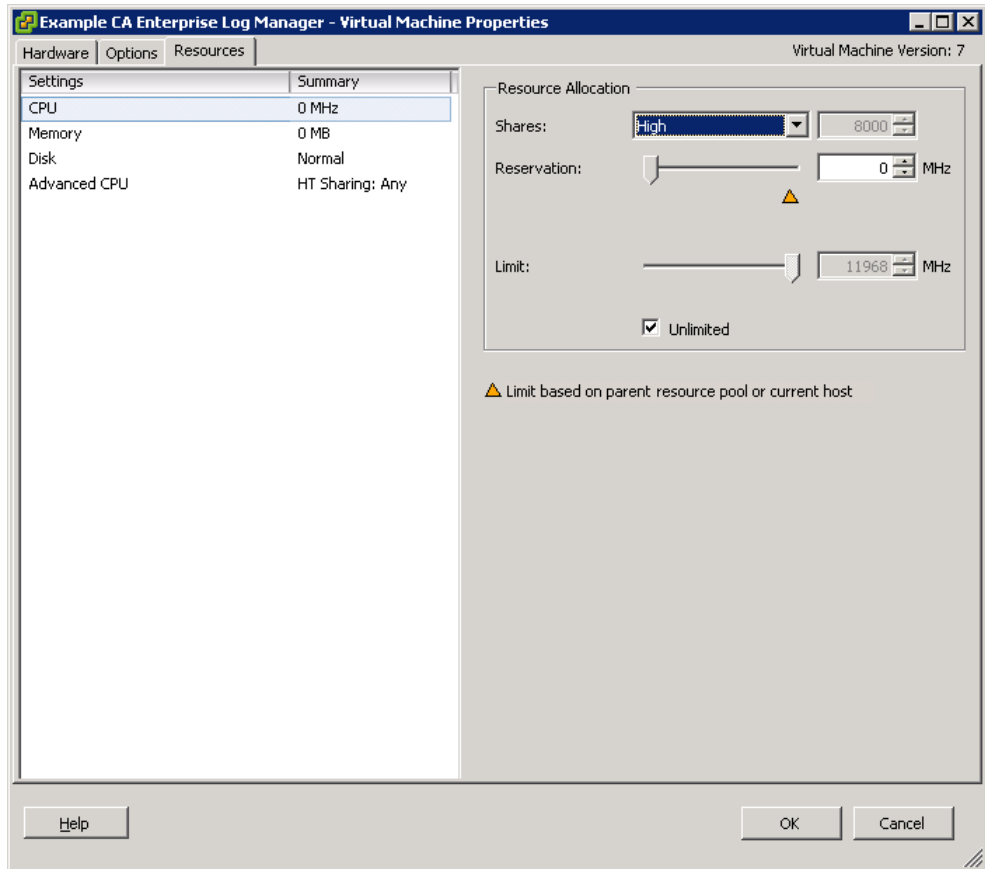 Example CA Enterprise Log Manager - Virtual Machine Properties
Hardware Options Resources Virtual Machine Version: 7
Settings Summary
CPU 0 MHz
Memory 0 MB
Disk Normal
Advanced CPU HT Sharing: Any
Resource Allocation
Shares: High 8000
Reservation: 0 MHz
Limit: 11968 MHz
Unlimited
Limit based on parent resource pool or current host
Help OK Cancel